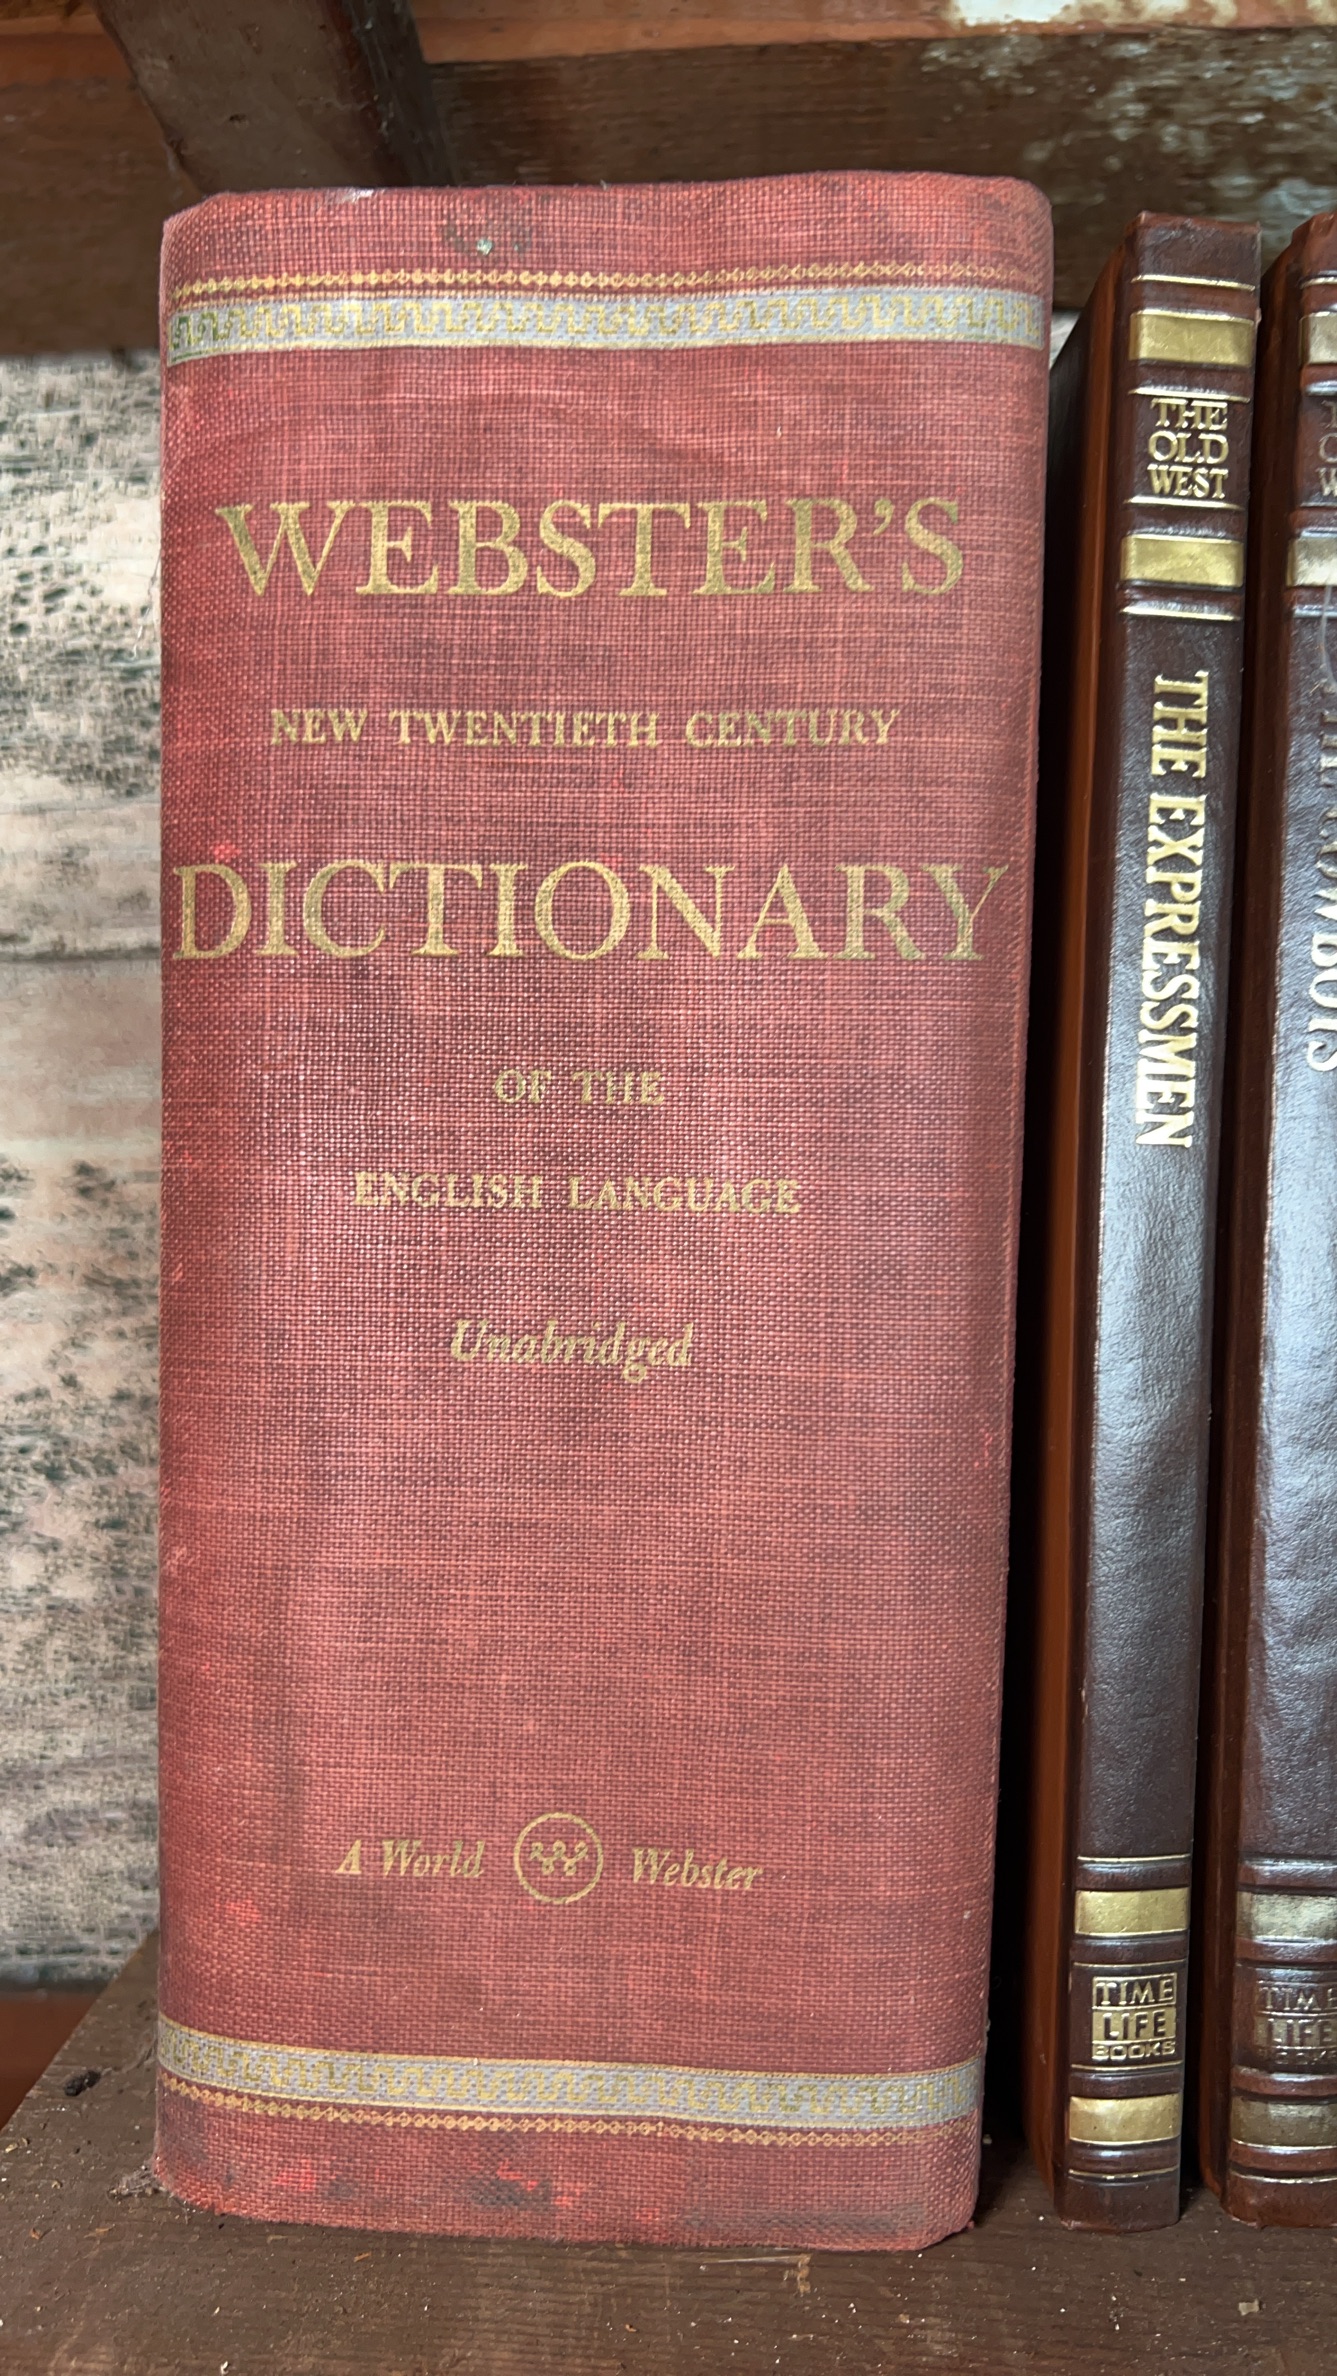 WEBSTER'S
NEW TWENTIETH CENTURY
DICTIONARY
OF THE
ENGLISH LANGUAGE
Unabridged
A World Webster
THE
OLD
WEST
THE EXPRESSMEN
TIME
LIFE
BOOKS